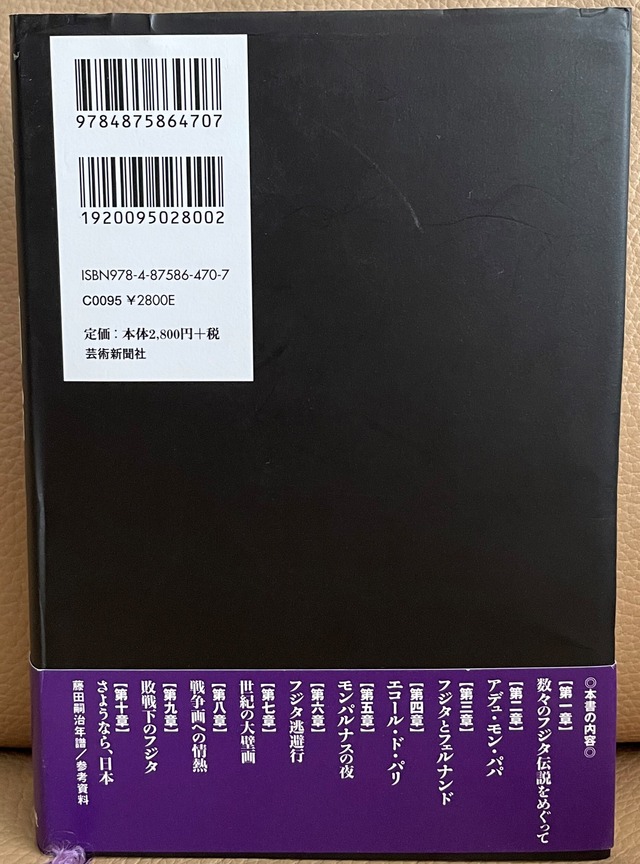 9784875864707
1920095028002
ISBN978-4-87586-470-7
C0095 ¥2800E
定価：本体2,800円＋税
芸術新聞社
◎本書の内容◎
【第一章】
数々のフジタ伝説をめぐって
【第二章】
アデュ・モン・パパ
【第三章】
フジタとフェルナンド
【第四章】
エコール・ド・パリ
【第五章】
モンパルナスの夜
【第六章】
フジタ逃避行
【第七章】
世紀の大壁画
【第八章】
戦争画への情熱
【第九章】
敗戦下のフジタ
【第十章】
さようなら、日本
藤田嗣治年譜／参考資料